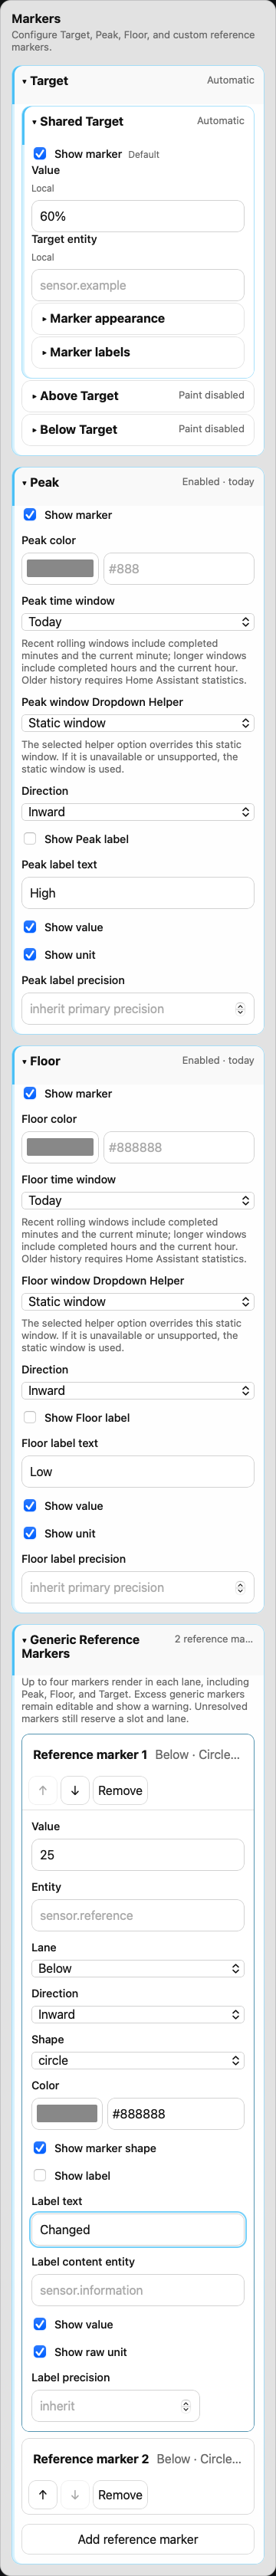 Markers
Configure Target, Peak, Floor, and custom reference
markers.
▾ Target Automatic
▾ Shared Target Automatic
Show marker Default
Value
Local
60%
Target entity
Local
sensor.example
▸ Marker appearance
▸ Marker labels
▸ Above Target Paint disabled
▸ Below Target Paint disabled
▾ Peak Enabled · today
Show marker
Peak color
#888
Peak time window
Today
Recent rolling windows include completed
minutes and the current minute; longer windows
include completed hours and the current hour.
Older history requires Home Assistant statistics.
Peak window Dropdown Helper
Static window
The selected helper option overrides this static
window. If it is unavailable or unsupported, the
static window is used.
Direction
Inward
Show Peak label
Peak label text
High
Show value
Show unit
Peak label precision
inherit primary precision
▾ Floor Enabled · today
Show marker
Floor color
#888888
Floor time window
Today
Recent rolling windows include completed
minutes and the current minute; longer windows
include completed hours and the current hour.
Older history requires Home Assistant statistics.
Floor window Dropdown Helper
Static window
The selected helper option overrides this static
window. If it is unavailable or unsupported, the
static window is used.
Direction
Inward
Show Floor label
Floor label text
Low
Show value
Show unit
Floor label precision
inherit primary precision
▾ Generic Reference 2 reference ma...
Markers
Up to four markers render in each lane, including
Peak, Floor, and Target. Excess generic markers
remain editable and show a warning. Unresolved
markers still reserve a slot and lane.
Reference marker 1 Below · Circle...
↑ ↓ Remove
Value
25
Entity
sensor.reference
Lane
Below
Direction
Inward
Shape
circle
Color
#888888
Show marker shape
Show label
Label text
Changed
Label content entity
sensor.information
Show value
Show raw unit
Label precision
inherit
Reference marker 2 Below · Circle...
↑ ↓ Remove
Add reference marker